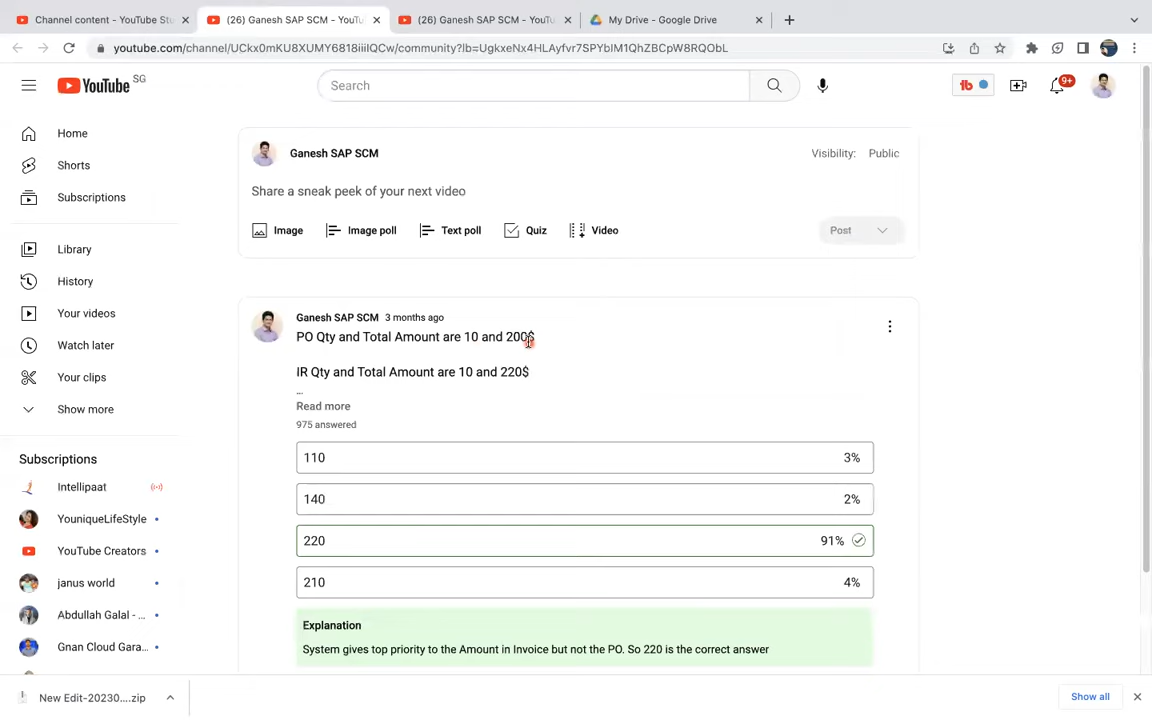 Content content - YouTube Stu
(26) Ganesh SAP SCM - YouTu
(26) Ganesh SAP SCM - YouTu
My Drive - Google Drive
youtube.com/channel/UCkx0mKU8XUMY6818iiiIQCw/community?lb=UgkxeNx4HLAyfvr7SPYbIM1QhZBCpW8RQObL
YouTube SG
Search
9+
Home
Shorts
Subscriptions
Library
History
Your videos
Watch later
Your clips
Show more
Subscriptions
Intellipaat
YouniqueLifeStyle
YouTube Creators
janus world
Abdullah Galal - ...
Gnan Cloud Gara...
Ganesh SAP SCM
Visibility: Public
Share a sneak peek of your next video
Image
Image poll
Text poll
Quiz
Video
Post
Ganesh SAP SCM 3 months ago
PO Qty and Total Amount are 10 and 200$
IR Qty and Total Amount are 10 and 220$
...
Read more
975 answered
110 3%
140 2%
220 91%
210 4%
Explanation
System gives top priority to the Amount in Invoice but not the PO. So 220 is the correct answer
New Edit-20230....zip
Show all